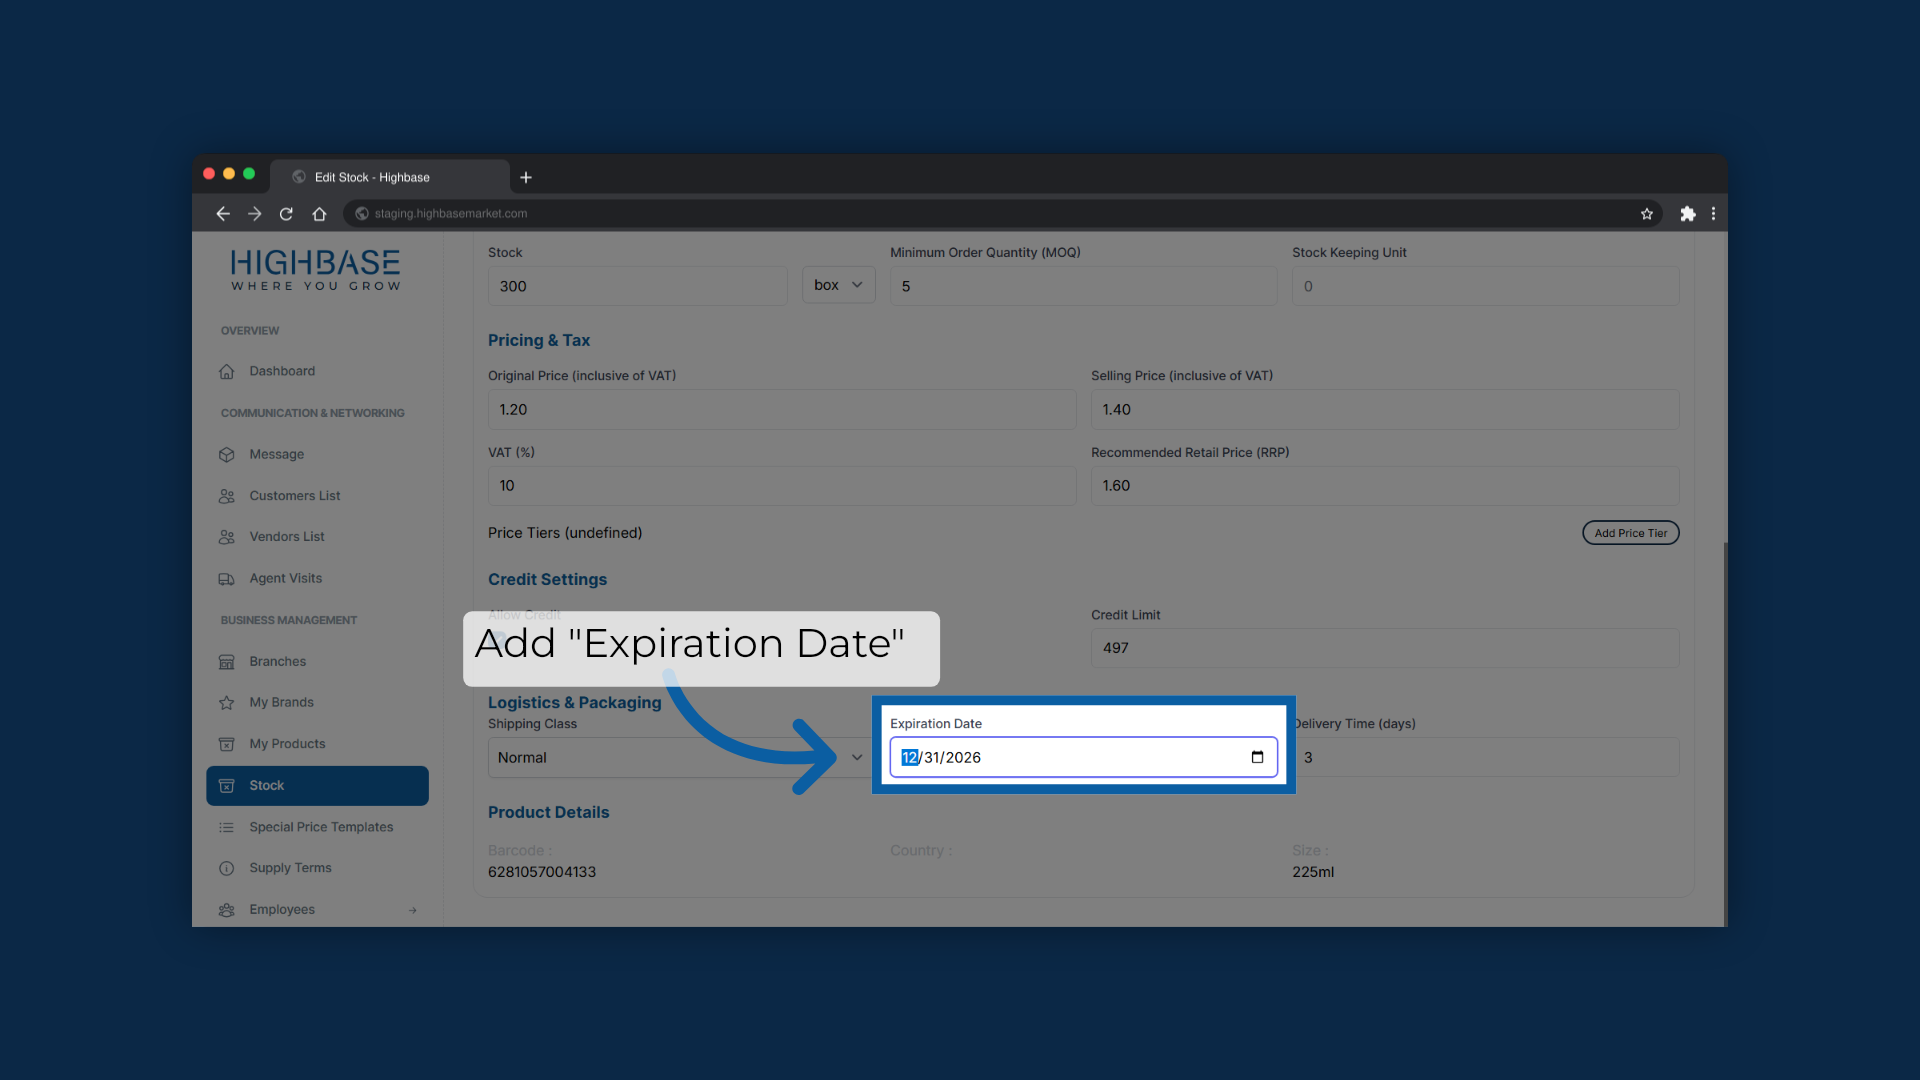 Edit Stock - Highbase
staging.highbasemarket.com
HIGHBASE
WHERE YOU GROW
OVERVIEW
Dashboard
COMMUNICATION & NETWORKING
Message
Customers List
Vendors List
Agent Visits
BUSINESS MANAGEMENT
Branches
My Brands
My Products
Stock
Special Price Templates
Supply Terms
Employees
Stock
Minimum Order Quantity (MOQ)
Stock Keeping Unit
300
box
5
0
Pricing & Tax
Original Price (inclusive of VAT)
Selling Price (inclusive of VAT)
1.20
1.40
VAT (%)
Recommended Retail Price (RRP)
10
1.60
Price Tiers (undefined)
Add Price Tier
Credit Settings
Allow Credit
Credit Limit
Add "Expiration Date"
497
Logistics & Packaging
Shipping Class
Expiration Date
Delivery Time (days)
Normal
12/31/2026
3
Product Details
Barcode :
Country :
Size :
6281057004133
225ml